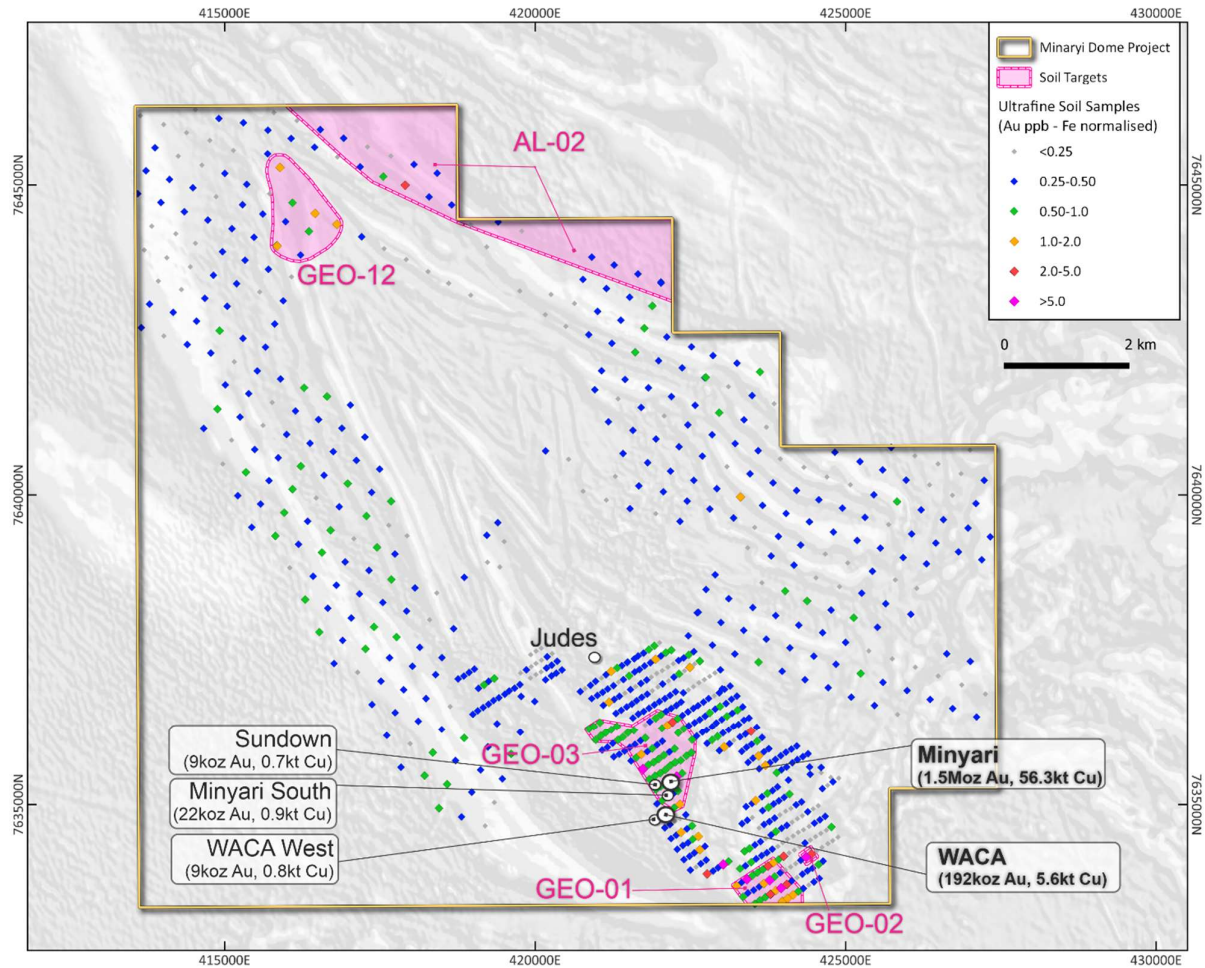 415000E
420000E
425000E
430000E
Minaryi Dome Project
Soil Targets
Ultrafine Soil Samples
(Au ppb - Fe normalised)
<0.25
0.25-0.50
0.50-1.0
1.0-2.0
2.0-5.0
>5.0
0
2 km
AL-02
7645000N
7645000N
GEO-12
7640000N
7640000N
Judes
Sundown
(9koz Au, 0.7kt Cu)
GEO-03
Minyari
(1.5Moz Au, 56.3kt Cu)
Minyari South
(22koz Au, 0.9kt Cu)
7635000N
7635000N
WACA West
(9koz Au, 0.8kt Cu)
WACA
(192koz Au, 5.6kt Cu)
GEO-01
GEO-02
415000E
420000E
425000E
430000E